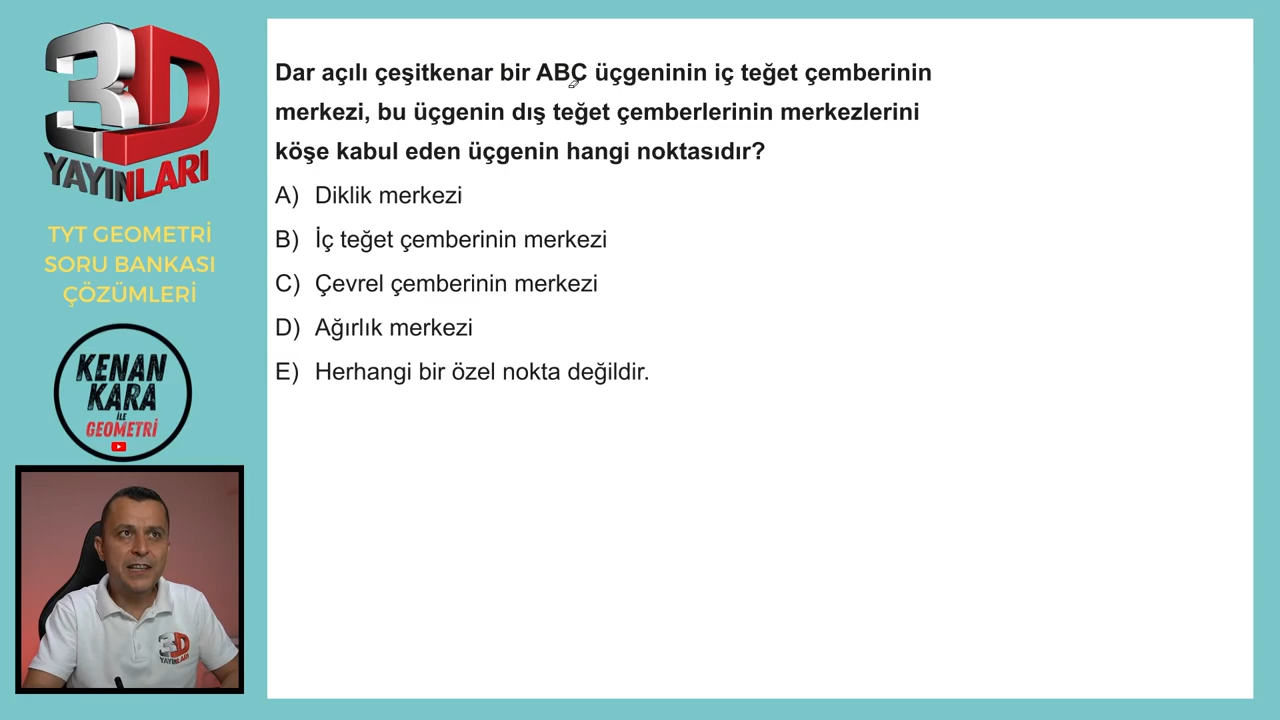 3D
YAYINLARI
TYT GEOMETRİ
SORU BANKASI
ÇÖZÜMLERİ
KENAN
KARA
İLE
GEOMETRİ
3D
YAYINLARI
Dar açılı çeşitkenar bir ABC üçgeninin iç teğet çemberinin
merkezi, bu üçgenin dış teğet çemberlerinin merkezlerini
köşe kabul eden üçgenin hangi noktasıdır?
A) Diklik merkezi
B) İç teğet çemberinin merkezi
C) Çevrel çemberinin merkezi
D) Ağırlık merkezi
E) Herhangi bir özel nokta değildir.